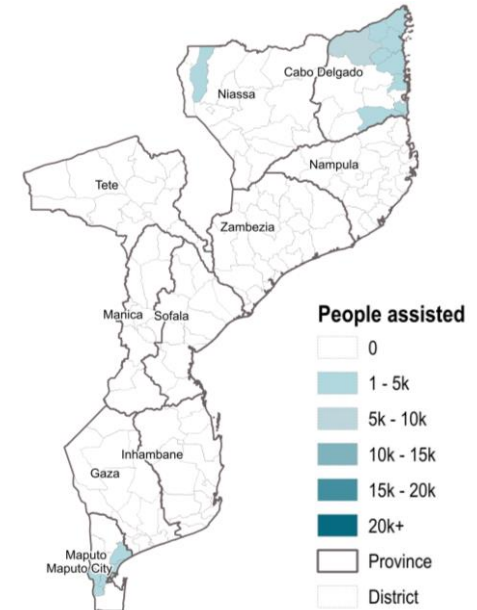 Cabo Delgado
Niassa
Nampula
Tete
Zambezia
Manica
Sofala
Inhambane
Gaza
Maputo
Maputo City
People assisted
0
1 - 5k
5k - 10k
10k - 15k
15k - 20k
20k+
Province
District